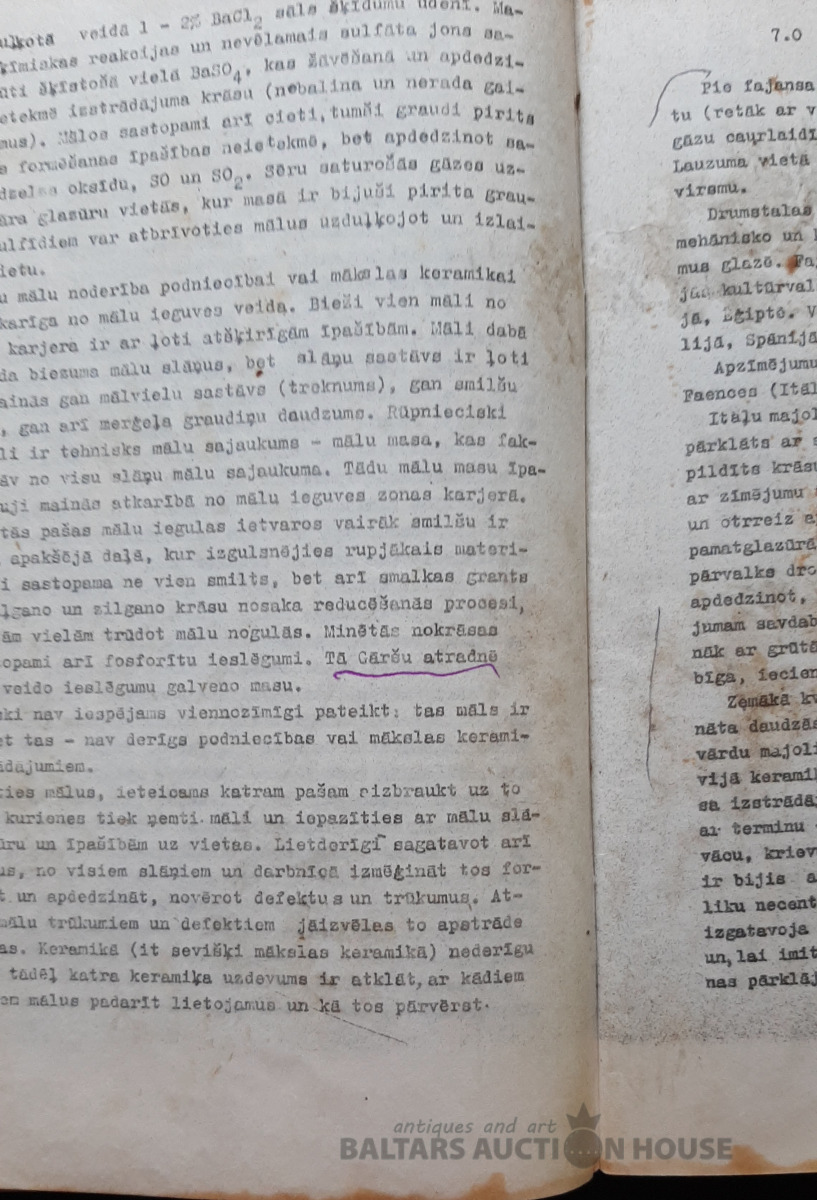 veidā 1 - 2% BaCl2 sāls šķīdumu ūdenī. Ma-
ķīmiskas reakcijas un nevēlamais sulfāta jons sa-
šķīstošā vielā BaSO4, kas žāvēšanā un apdedzi-
ietekmē izstrādājuma krāsu (nebalina un nerada gai-
mus). Mālos sastopami arī cieti, tumši graudi pirīts
s formēšanas īpašības neietekmē, bet apdedzinot sa-
dzelss oksīdu, SO un SO2. Sēru saturošās gāzes uz-
āra glazūru vietās, kur masā ir bijuši pirīta grau-
ulfīdiem var atbrīvoties mālus uzduļķojot un izlai-
ietu.
u mālu noderība podniecībai vai mākslas keramikai
karīga no mālu ieguves veida. Bieži vien māli no
karjera ir ar ļoti atšķirīgām īpašībām. Māli dabā
da biezuma mālu slāņus, bet slāņu sastāvs ir ļoti
ainās gan mālvielu sastāvs (treknums), gan smilšu
, gan arī merģeļa graudiņu daudzums. Rūpnieciski
li ir tehnisks mālu sajaukums - mālu masa, kas fak-
āv no visu slāņu mālu sajaukuma. Tādu mālu masu īpa-
uji mainās atkarībā no mālu ieguves zonas karjerā.
tās pašas mālu iegulas ietvaros vairāk smilšu ir
apakšējā daļā, kur izgulsnējies rupjākais materi-
i sastopama ne vien smilts, bet arī smalkas grants
lgano un zilgano krāsu nosaka reducēšanās procesi,
ām vielām trūdot mālu nogulās. Minētās nokrāsas
opami arī fosforītu ieslēgumi. Tā Gāršu atradnē
veido ieslēgumu galveno masu.
ki nav iespējams viennozīmīgi pateikt: tas māls ir
et tas - nav derīgs podniecības vai mākslas kerami-
ādājumiem.
ties mālus, ieteicams katram pašam aizbraukt uz to
kurienes tiek ņemti māli un iepazīties ar mālu slā-
ūru un īpašībām uz vietas. Lietderīgi sagatavot arī
us, no visiem slāņiem un darbnīcā izmēģināt tos for-
t un apdedzināt, novērot defektus un trūkumus. At-
mālu trūkumiem un defektiem jāizvēlas to apstrāde
as. Keramikā (it sevišķi mākslas keramikā) nederīgu
tādēļ katra keramiķa uzdevums ir atklāt, ar kādiem
en mālus padarīt lietojamus un kā tos pārvērst.
7.0
Pie fajansa
tu (retāk ar v
gāzu caurlaidī
Lauzuma vietā
virsmu.
Drumstalas
mehānisko un
mus glazē. Fa
jās kultūrval
jā, Ēģiptē. V
lijā, Spānijā
Apzīmējumu
Faences (Itāl
Itāļu majol
pārklāts ar s
pildīts krāsu
ar zīmējumu
un otrreiz a
pamatglazūrā
pārvalks dro
apdedzinot,
jumam savdab
nāk ar grūtā
bīga, iecien
Zemākā kv
nāta daudzās
vārdu majoli
vijā keramik
sa izstrādā
ar terminu
vācu, kriev
ir bijis a
liku necent
izgatavoja
un, lai imit
nas pārklāj
antiques and art
BALTARS AUCTION HOUSE